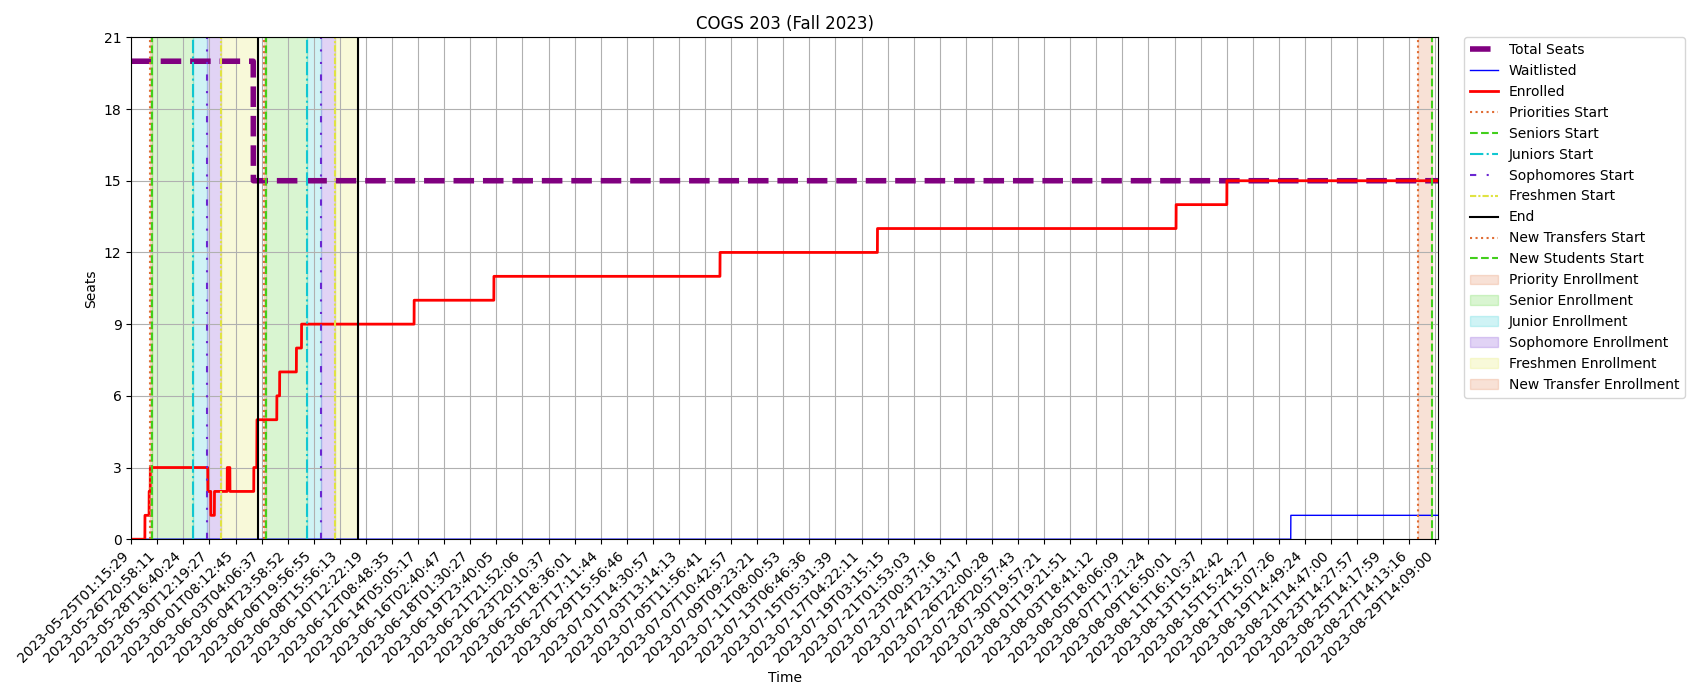 COGS 203 (Fall 2023)
Seats
21
18
15
12
9
6
3
0
2023-05-25T01:15:29
2023-05-26T20:58:11
2023-05-28T16:40:24
2023-05-30T12:19:27
2023-06-01T08:12:45
2023-06-03T04:06:37
2023-06-04T23:58:52
2023-06-06T19:56:55
2023-06-08T15:56:13
2023-06-10T12:22:19
2023-06-12T08:48:35
2023-06-14T05:05:17
2023-06-16T02:40:47
2023-06-18T01:30:27
2023-06-19T23:40:05
2023-06-21T21:52:06
2023-06-23T20:10:37
2023-06-25T18:36:01
2023-06-27T17:11:44
2023-06-29T15:56:46
2023-07-01T14:30:57
2023-07-03T13:14:13
2023-07-05T11:56:41
2023-07-07T10:42:57
2023-07-09T09:23:21
2023-07-11T08:00:53
2023-07-13T06:46:36
2023-07-15T05:31:39
2023-07-17T04:22:11
2023-07-19T03:15:15
2023-07-21T01:53:03
2023-07-23T00:37:16
2023-07-24T23:13:17
2023-07-26T22:00:28
2023-07-28T20:57:43
2023-07-30T19:57:21
2023-08-01T19:21:51
2023-08-03T18:41:12
2023-08-05T18:06:09
2023-08-07T17:21:24
2023-08-09T16:50:01
2023-08-11T16:10:37
2023-08-13T15:42:42
2023-08-15T15:24:27
2023-08-17T15:07:26
2023-08-19T14:49:24
2023-08-21T14:47:00
2023-08-23T14:27:57
2023-08-25T14:17:59
2023-08-27T14:13:16
2023-08-29T14:09:00
Time
Total Seats
Waitlisted
Enrolled
Priorities Start
Seniors Start
Juniors Start
Sophomores Start
Freshmen Start
End
New Transfers Start
New Students Start
Priority Enrollment
Senior Enrollment
Junior Enrollment
Sophomore Enrollment
Freshmen Enrollment
New Transfer Enrollment